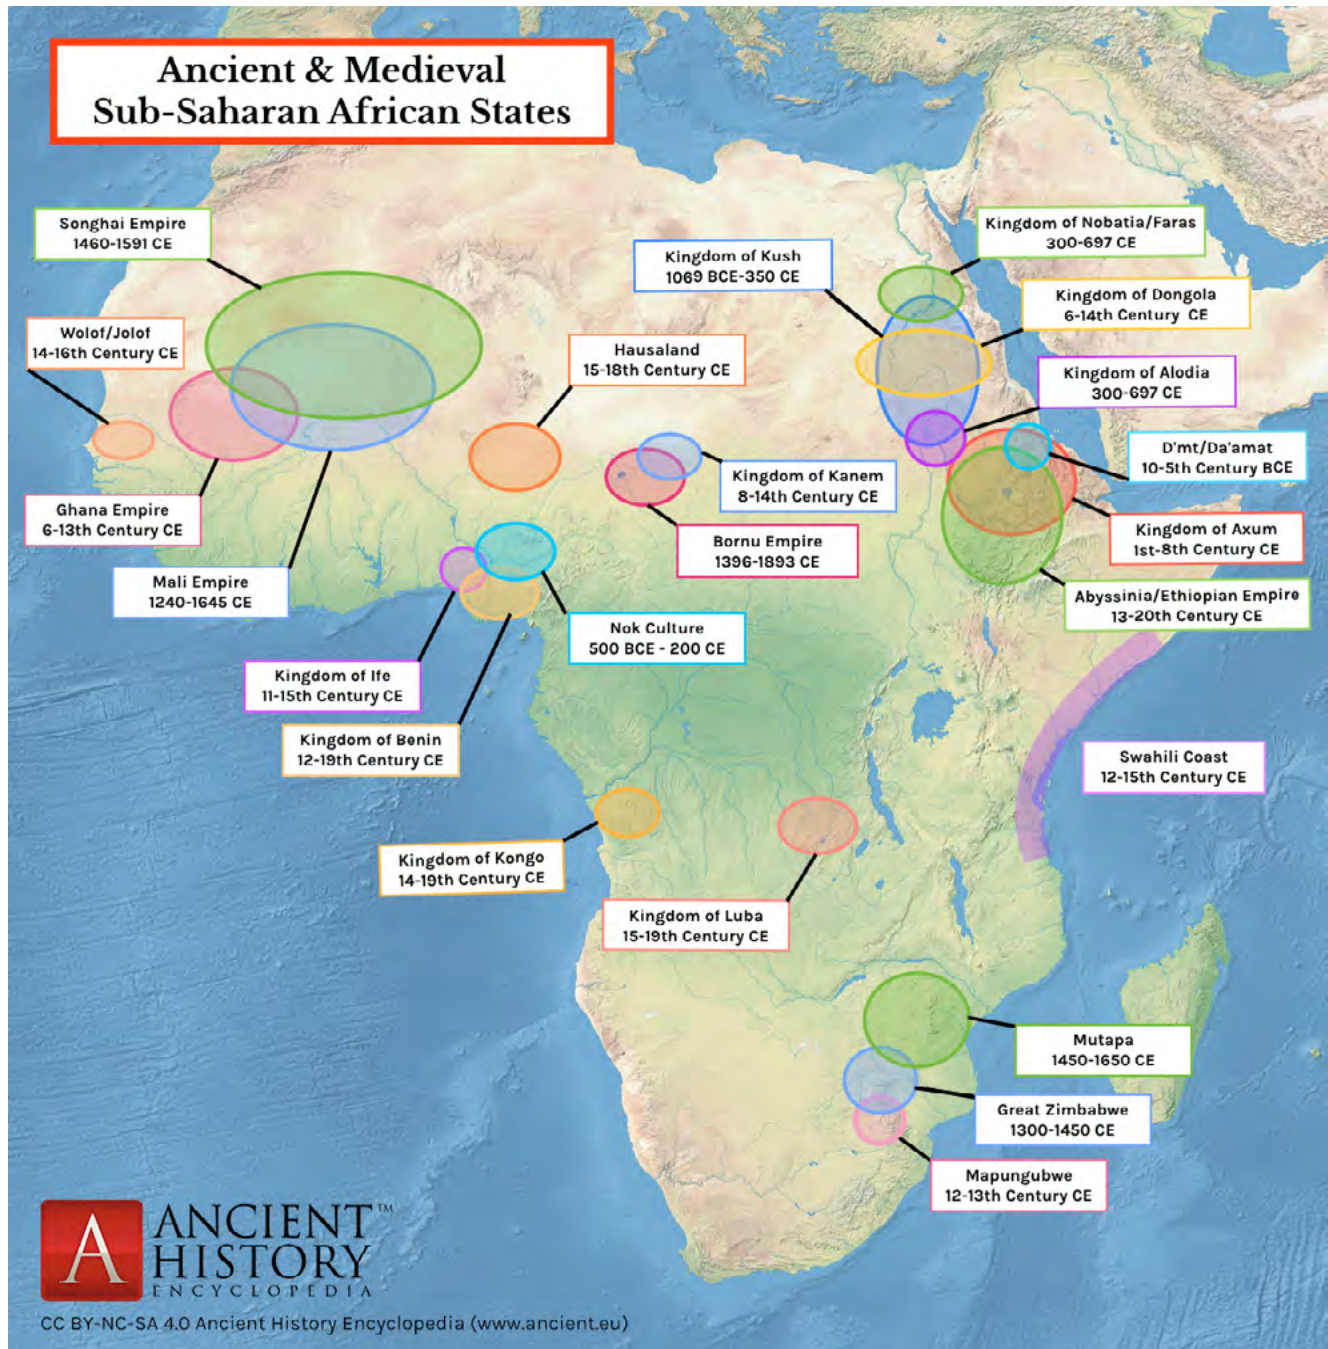 Ancient & Medieval
Sub-Saharan African States
Songhai Empire
1460-1591 CE
Kingdom of Nobatia/Faras
300-697 CE
Kingdom of Kush
1069 BCE-350 CE
Kingdom of Dongola
6-14th Century CE
Wolof/Jolof
14-16th Century CE
Hausaland
15-18th Century CE
Kingdom of Alodia
300-697 CE
D'mt/Da'amat
10-5th Century BCE
Kingdom of Kanem
8-14th Century CE
Ghana Empire
6-13th Century CE
Kingdom of Axum
1st-8th Century CE
Bornu Empire
1396-1893 CE
Mali Empire
1240-1645 CE
Abyssinia/Ethiopian Empire
13-20th Century CE
Nok Culture
500 BCE - 200 CE
Kingdom of Ife
11-15th Century CE
Kingdom of Benin
12-19th Century CE
Swahili Coast
12-15th Century CE
Kingdom of Kongo
14-19th Century CE
Kingdom of Luba
15-19th Century CE
Mutapa
1450-1650 CE
Great Zimbabwe
1300-1450 CE
Mapungubwe
12-13th Century CE
A
ANCIENT™
HISTORY
ENCYCLOPEDIA
CC BY-NC-SA 4.0 Ancient History Encyclopedia (www.ancient.eu)